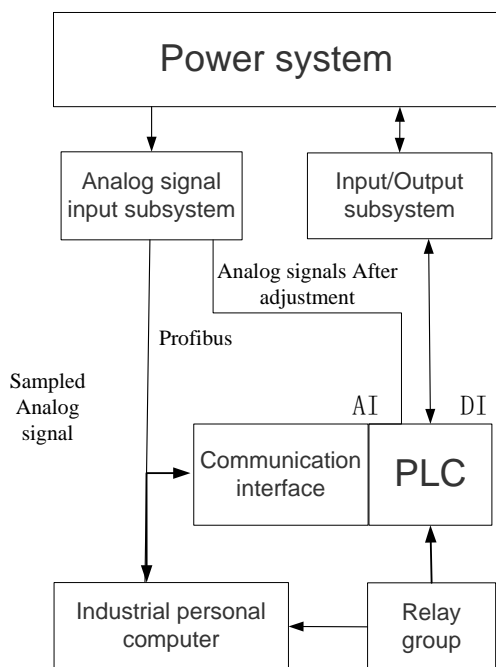 Power system
Analog signal
input subsystem
Input/Output
subsystem
Analog signals After
adjustment
Profibus
Sampled
Analog
signal
AI
DI
Communication
interface
PLC
Industrial personal
computer
Relay
group